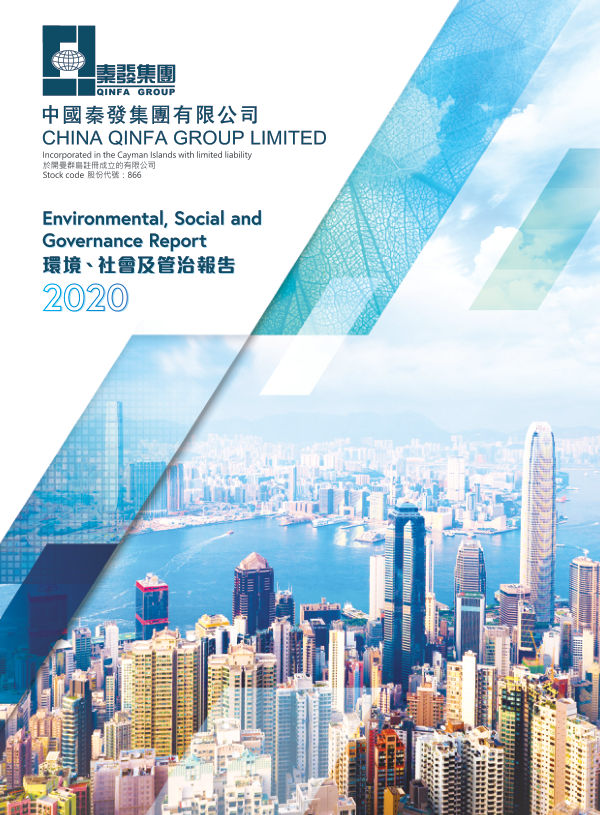 秦發集團
QINFA GROUP
中國秦發集團有限公司
CHINA QINFA GROUP LIMITED
Incorporated in the Cayman Islands with limited liability
於開曼群島註冊成立的有限公司
Stock code 股份代號 : 866
Environmental, Social and
Governance Report
環境、社會及管治報告
2020